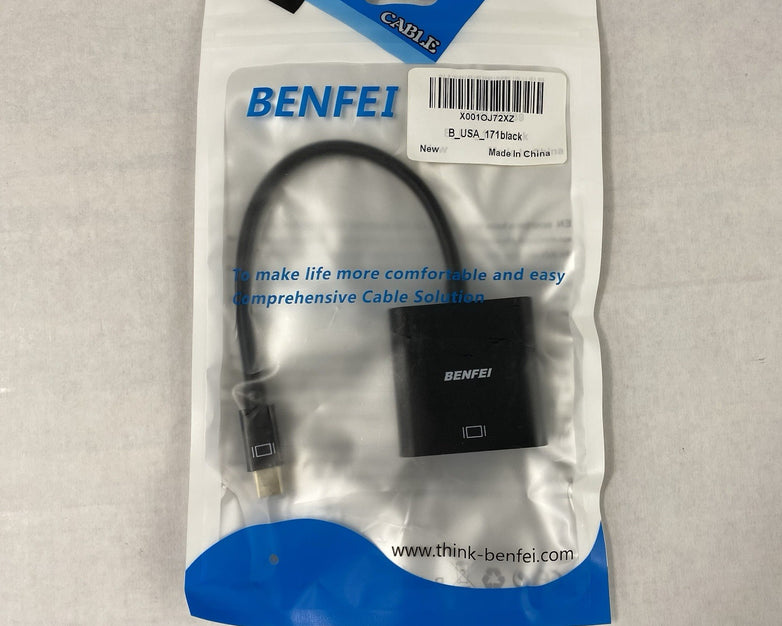 CABLE
BENFEI
X001OJ72XZ
B_USA_171black
New Made In China
To make life more comfortable and easy
Comprehensive Cable Solution
BENFEI
www.think-benfei.com